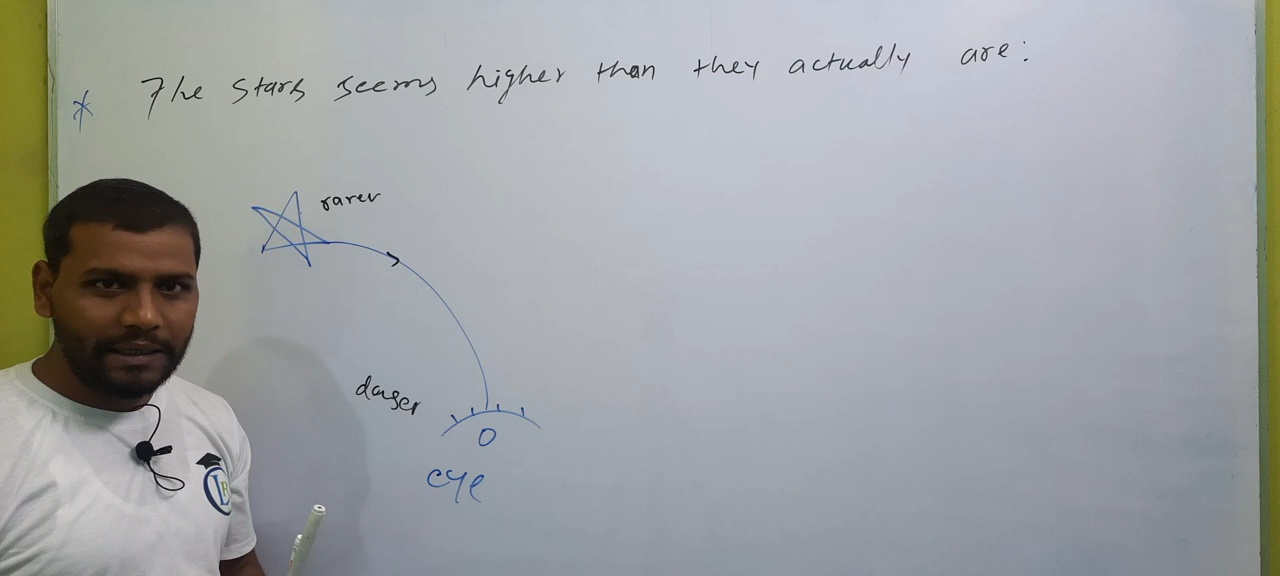 * The stars seems higher than they actually are:
rarer
denser
eye